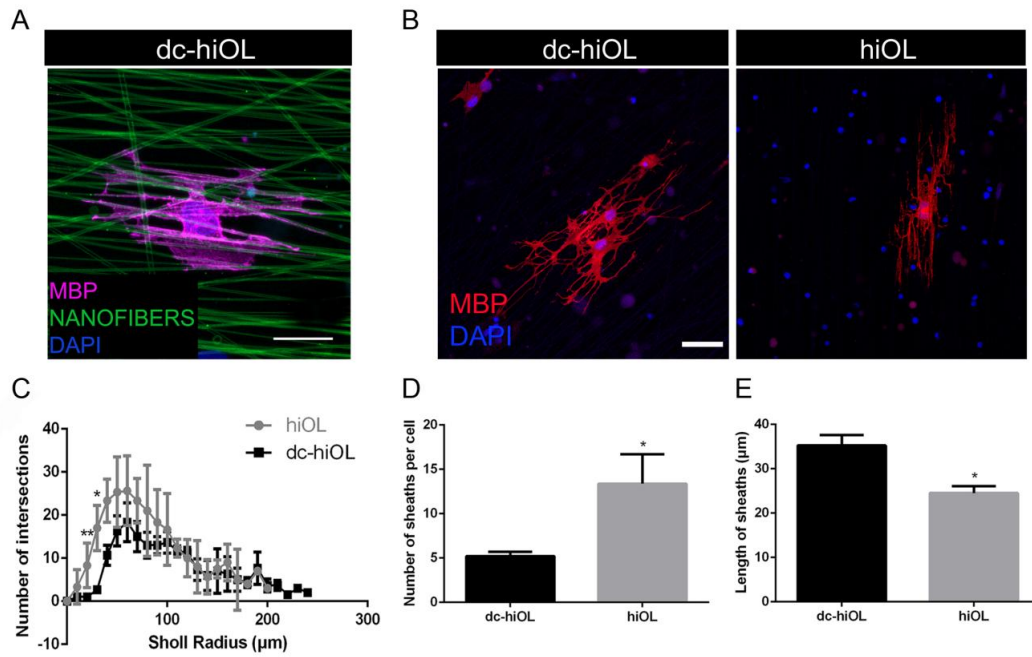 A
dc-hiOL
MBP
NANOFIBERS
DAPI
B
dc-hiOL
hiOL
MBP
DAPI
C
hiOL
dc-hiOL
Number of intersections
40
30
20
10
0
-10
**
*
100
200
300
Sholl Radius (µm)
D
Number of sheaths per cell
20
15
10
5
0
*
dc-hiOL
hiOL
E
Length of sheaths (µm)
40
30
20
10
0
*
dc-hiOL
hiOL